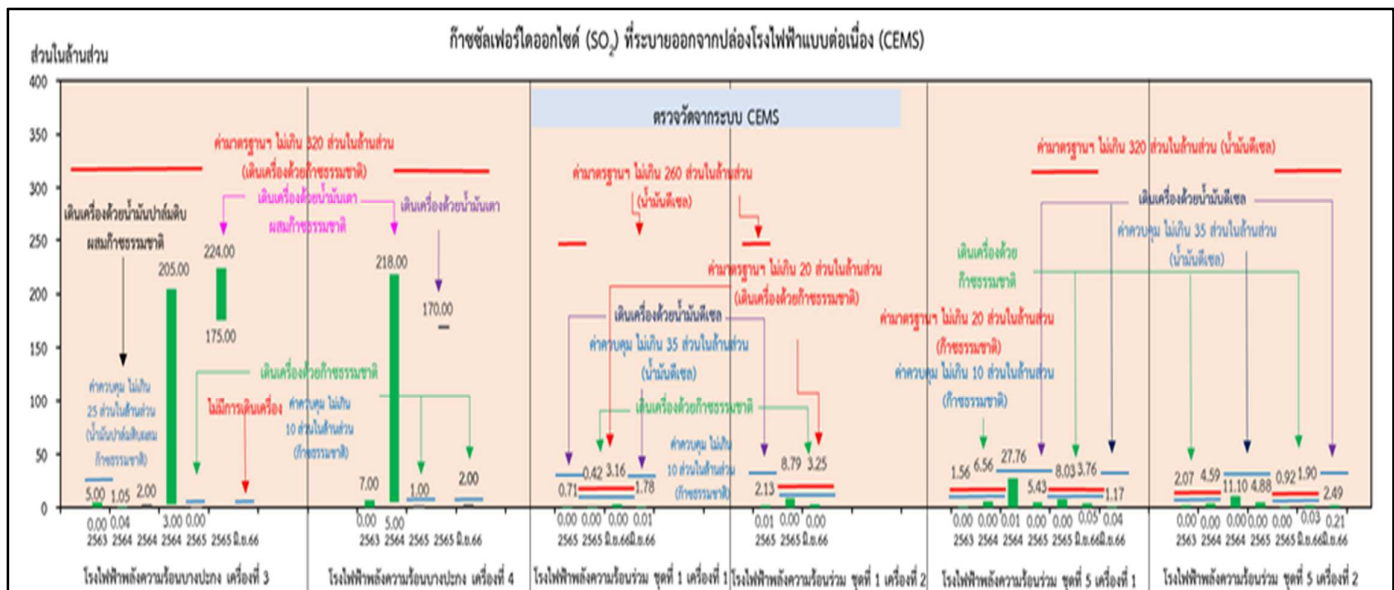 ก๊าซซัลเฟอร์ไดออกไซด์ (SO₂) ที่ระบายออกจากปล่องโรงไฟฟ้าแบบต่อเนื่อง (CEMS)
ส่วนในล้านส่วน
400
350
300
250
200
150
100
50
0
ตรวจวัดจากระบบ CEMS
ค่ามาตรฐานฯ ไม่เกิน 320 ส่วนในล้านส่วน
(เดินเครื่องด้วยก๊าซธรรมชาติ)
เดินเครื่องด้วยน้ำมันปาล์มดิบ
ผสมก๊าซธรรมชาติ
เดินเครื่องด้วยน้ำมันเตา
ผสมก๊าซธรรมชาติ
เดินเครื่องด้วยน้ำมันเตา
205.00
224.00
175.00
218.00
170.00
ค่าควบคุม ไม่เกิน
25 ส่วนในล้านส่วน
(น้ำมันปาล์มดิบผสม
ก๊าซธรรมชาติ)
เดินเครื่องด้วยก๊าซธรรมชาติ
ไม่มีการเดินเครื่อง
ค่าควบคุม ไม่เกิน
10 ส่วนในล้านส่วน
(ก๊าซธรรมชาติ)
5.00 1.05 2.00
7.00 1.00 2.00
ค่ามาตรฐานฯ ไม่เกิน 260 ส่วนในล้านส่วน
(น้ำมันดีเซล)
ค่ามาตรฐานฯ ไม่เกิน 20 ส่วนในล้านส่วน
(เดินเครื่องด้วยก๊าซธรรมชาติ)
เดินเครื่องด้วยน้ำมันดีเซล
ค่าควบคุม ไม่เกิน 35 ส่วนในล้านส่วน
(น้ำมันดีเซล)
เดินเครื่องด้วยก๊าซธรรมชาติ
ค่าควบคุม ไม่เกิน
10 ส่วนในล้านส่วน
(ก๊าซธรรมชาติ)
0.71 0.42 3.16 1.78
2.13 8.79 3.25
ค่ามาตรฐานฯ ไม่เกิน 320 ส่วนในล้านส่วน (น้ำมันดีเซล)
เดินเครื่องด้วยน้ำมันดีเซล
ค่าควบคุม ไม่เกิน 35 ส่วนในล้านส่วน
(น้ำมันดีเซล)
เดินเครื่องด้วย
ก๊าซธรรมชาติ
ค่ามาตรฐานฯ ไม่เกิน 20 ส่วนในล้านส่วน
(ก๊าซธรรมชาติ)
ค่าควบคุม ไม่เกิน 10 ส่วนในล้านส่วน
(ก๊าซธรรมชาติ)
1.56 6.56 27.76 5.43 8.03 3.76 1.17
2.07 4.59 11.10 4.88 0.92 1.90 2.49
0.00 0.04 3.00 0.00
2563 2564 2564 2564 2565 2565 มิ.ย.66
0.00 5.00
2563 2564 2565 2565 มิ.ย.66
0.00 0.00 0.00 0.01
2565 2565 มิ.ย.66 มิ.ย.66
0.01 0.00 0.00
2565 2565 มิ.ย.66
0.00 0.00 0.01 0.00 0.00 0.05 0.04
2563 2564 2564 2565 2565 มิ.ย.66 มิ.ย.66
0.00 0.00 0.00 0.00 0.00 0.03 0.21
2563 2564 2564 2565 2565 มิ.ย.66 มิ.ย.66
โรงไฟฟ้าพลังความร้อนบางปะกง เครื่องที่ 3
โรงไฟฟ้าพลังความร้อนบางปะกง เครื่องที่ 4
โรงไฟฟ้าพลังความร้อนร่วม ชุดที่ 1 เครื่องที่ 1
โรงไฟฟ้าพลังความร้อนร่วม ชุดที่ 1 เครื่องที่ 2
โรงไฟฟ้าพลังความร้อนร่วม ชุดที่ 5 เครื่องที่ 1
โรงไฟฟ้าพลังความร้อนร่วม ชุดที่ 5 เครื่องที่ 2